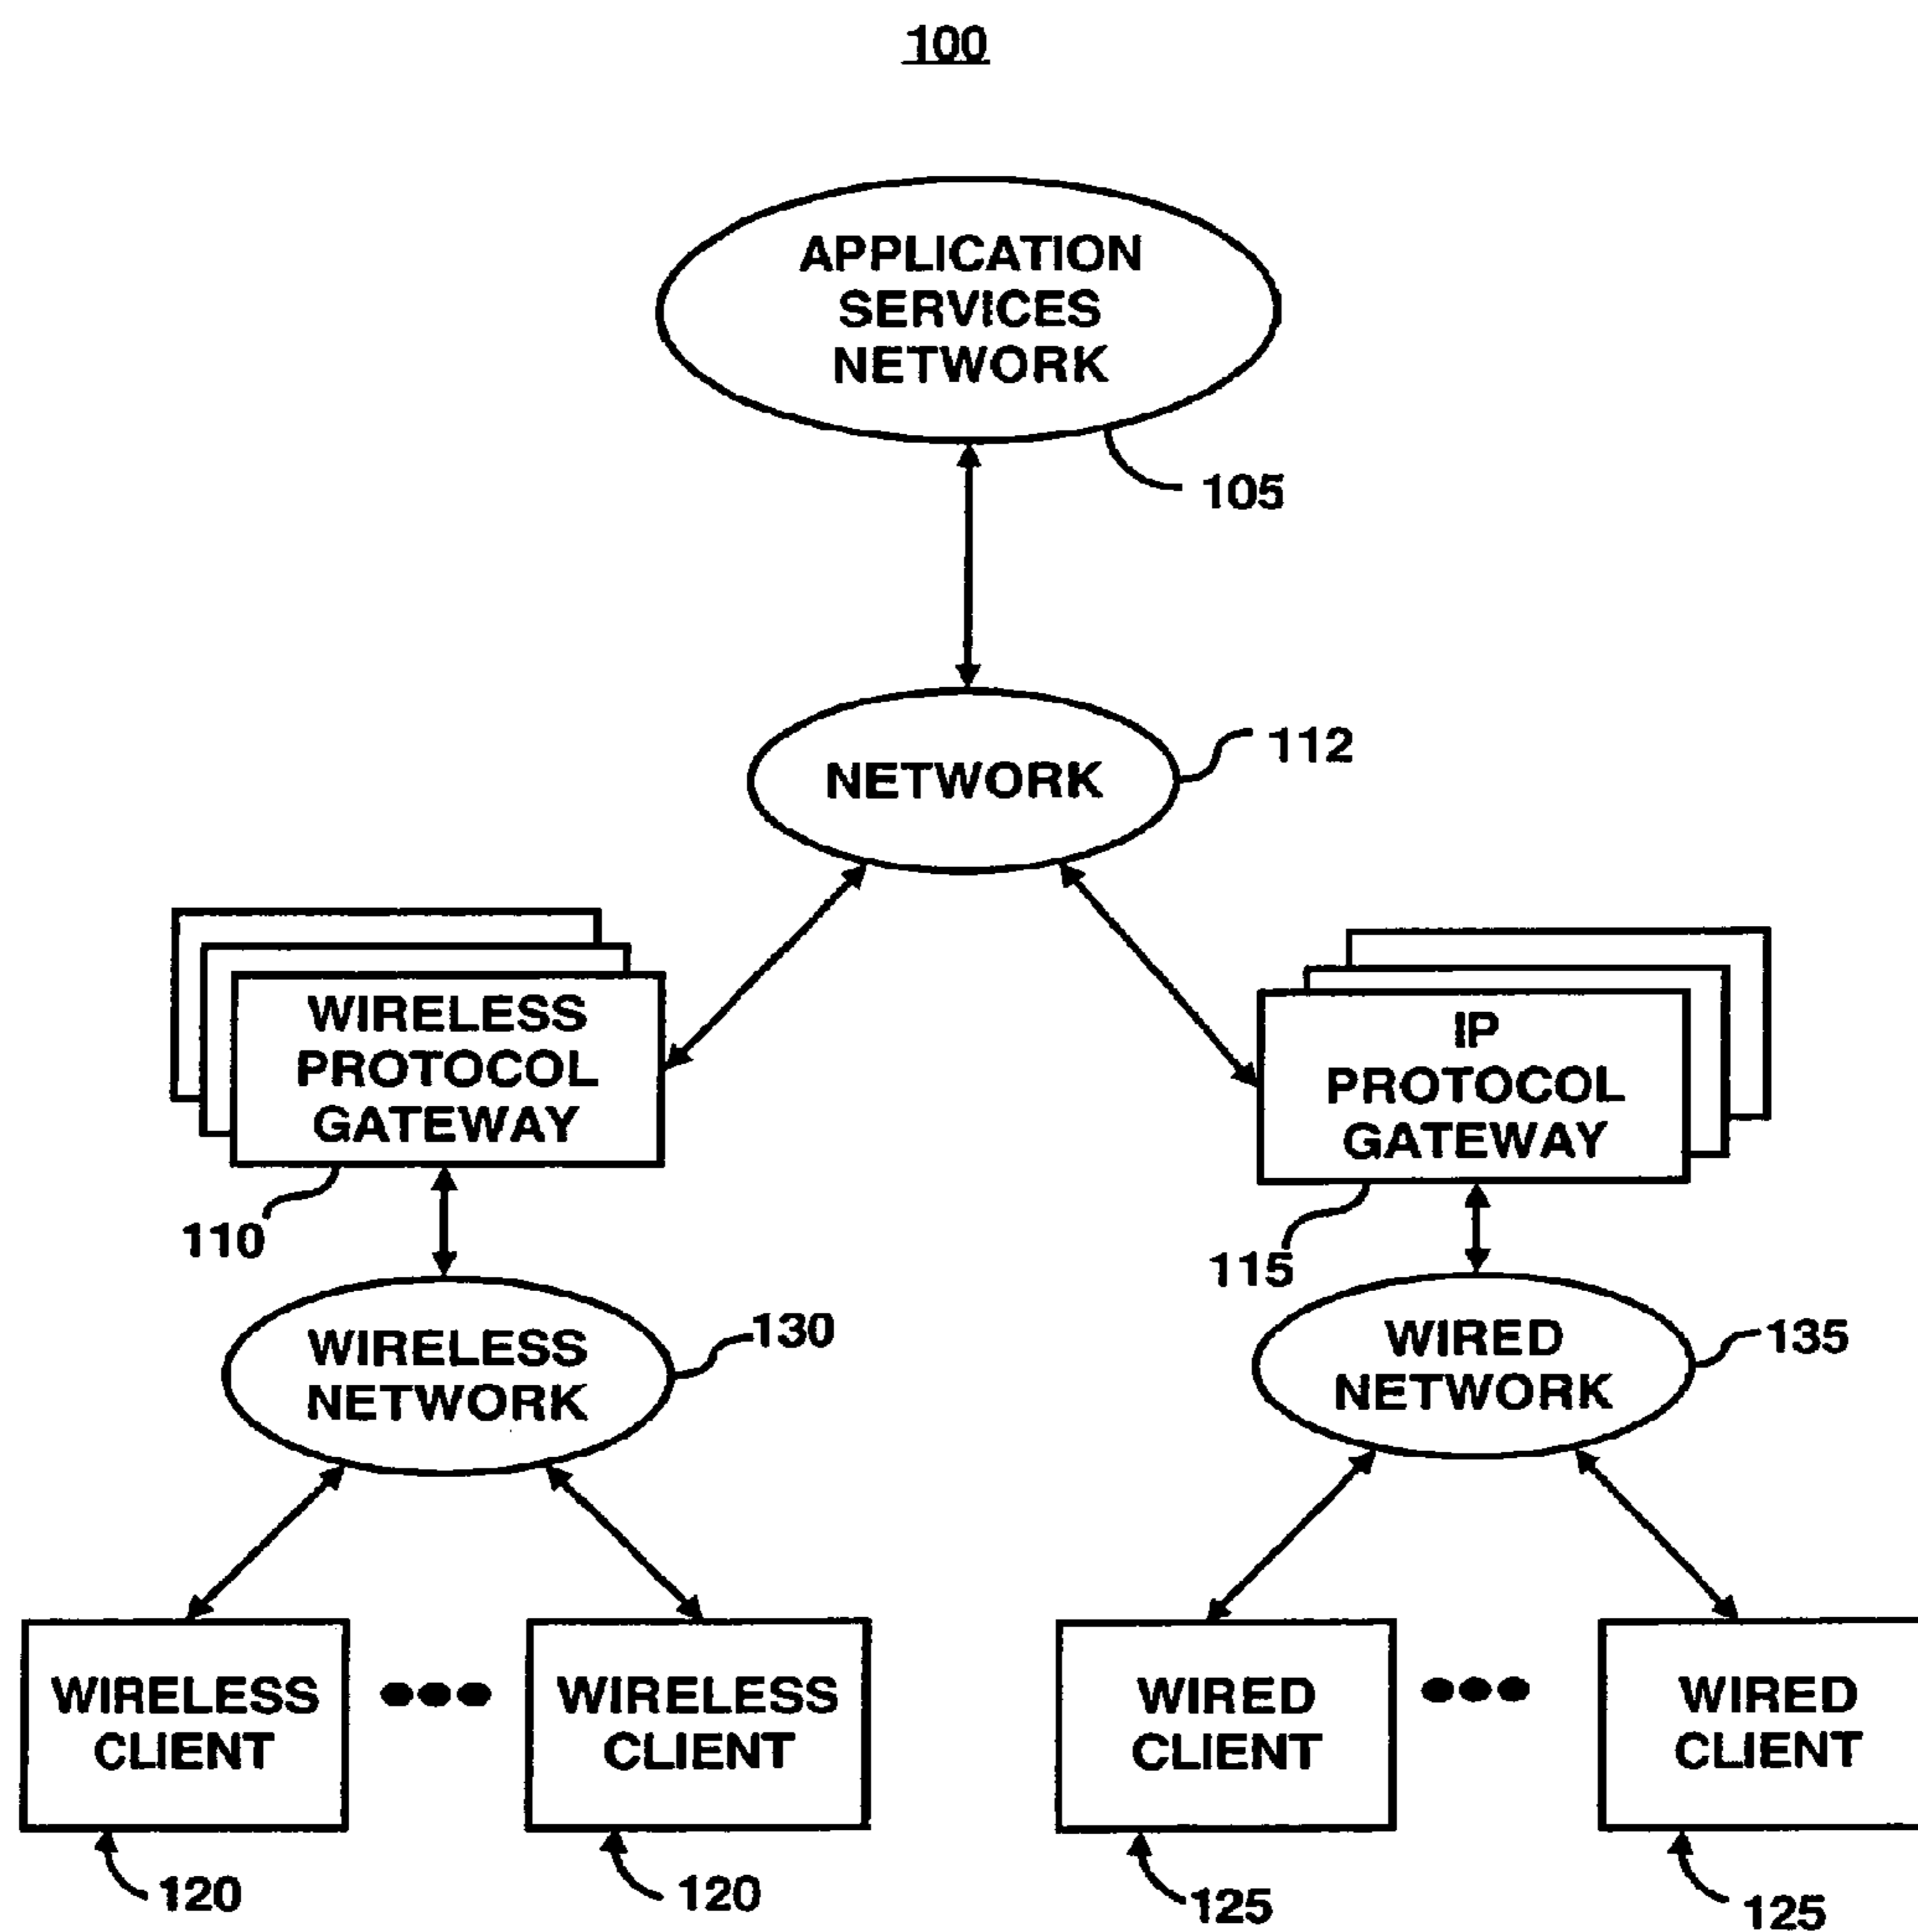 100
APPLICATION
SERVICES
NETWORK
105
NETWORK
112
WIRELESS
PROTOCOL
GATEWAY
110
IP
PROTOCOL
GATEWAY
115
WIRELESS
NETWORK
130
WIRED
NETWORK
135
WIRELESS
CLIENT
120
WIRELESS
CLIENT
120
WIRED
CLIENT
125
WIRED
CLIENT
125